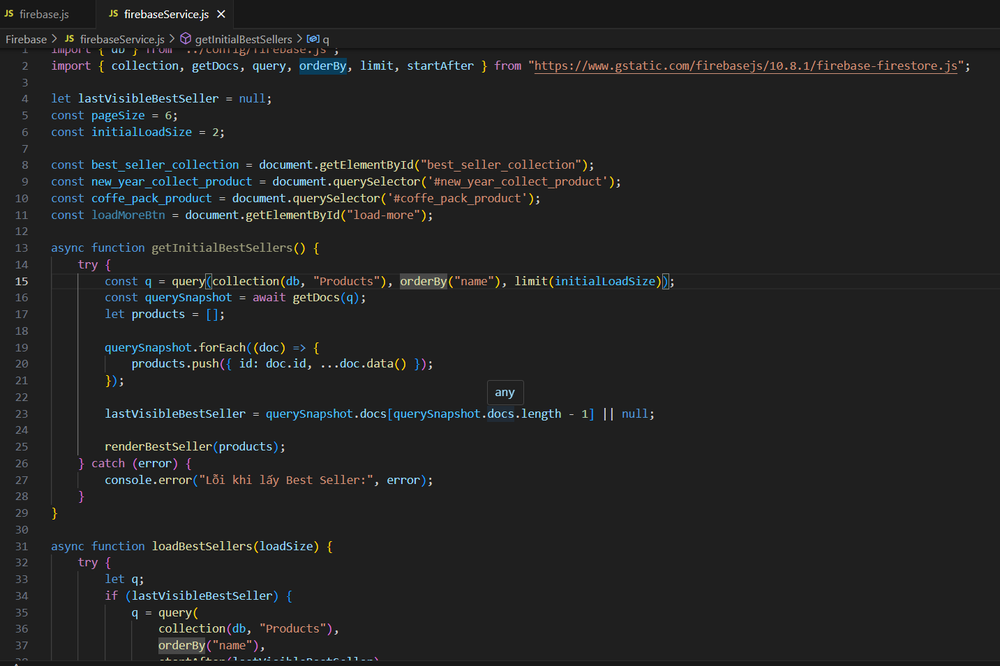 JS firebase.js
JS firebaseService.js ×
Firebase > JS firebaseService.js > getInitialBestSellers > q
1 import { db } from "../config/firebase.js";
2 import { collection, getDocs, query, orderBy, limit, startAfter } from "https://www.gstatic.com/firebasejs/10.8.1/firebase-firestore.js";
3
4 let lastVisibleBestSeller = null;
5 const pageSize = 6;
6 const initialLoadSize = 2;
7
8 const best_seller_collection = document.getElementById("best_seller_collection");
9 const new_year_collect_product = document.querySelector('#new_year_collect_product');
10 const coffe_pack_product = document.querySelector('#coffe_pack_product');
11 const loadMoreBtn = document.getElementById("load-more");
12
13 async function getInitialBestSellers() {
14 try {
15 const q = query(collection(db, "Products"), orderBy("name"), limit(initialLoadSize));
16 const querySnapshot = await getDocs(q);
17 let products = [];
18
19 querySnapshot.forEach((doc) => {
20 products.push({ id: doc.id, ...doc.data() });
21 });
22
any
23 lastVisibleBestSeller = querySnapshot.docs[querySnapshot.docs.length - 1] || null;
24
25 renderBestSeller(products);
26 } catch (error) {
27 console.error("Lỗi khi lấy Best Seller:", error);
28 }
29 }
30
31 async function loadBestSellers(loadSize) {
32 try {
33 let q;
34 if (lastVisibleBestSeller) {
35 q = query(
36 collection(db, "Products"),
37 orderBy("name"),
38 startAfter(lastVisibleBestSeller)